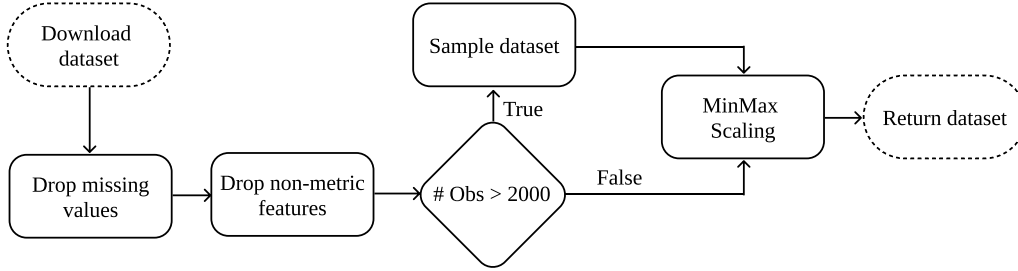 Download
dataset
Drop missing
values
Drop non-metric
features
# Obs > 2000
True
False
Sample dataset
MinMax
Scaling
Return dataset